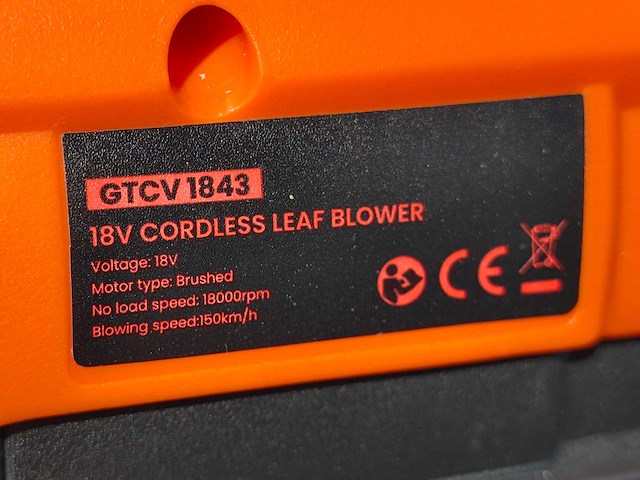 GTCV 1843
18V CORDLESS LEAF BLOWER
Voltage: 18V
Motor type: Brushed
No load speed: 18000rpm
Blowing speed:150km/h
CE